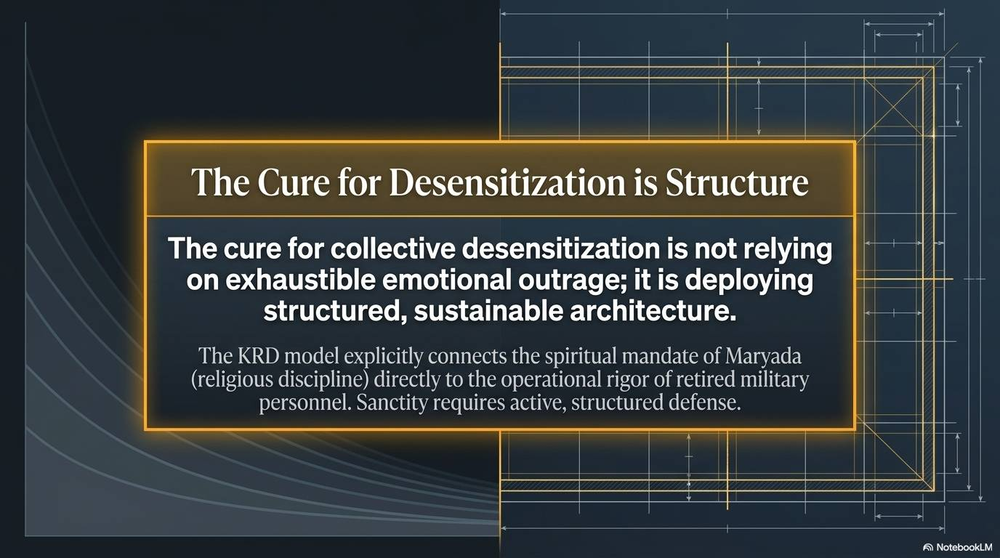 The Cure for Desensitization is Structure
The cure for collective desensitization is not relying
on exhaustible emotional outrage; it is deploying
structured, sustainable architecture.
The KRD model explicitly connects the spiritual mandate of Maryada
(religious discipline) directly to the operational rigor of retired military
personnel. Sanctity requires active, structured defense.
NotebookLM